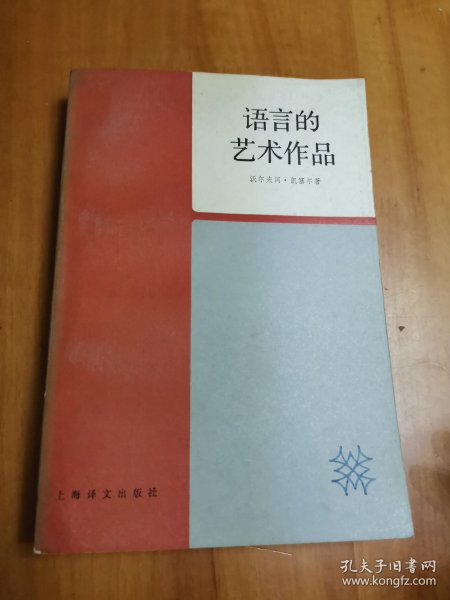 语言的
艺术作品
沃尔夫冈·凯塞尔著
上海译文出版社
孔夫子旧书网
www.kongfz.com